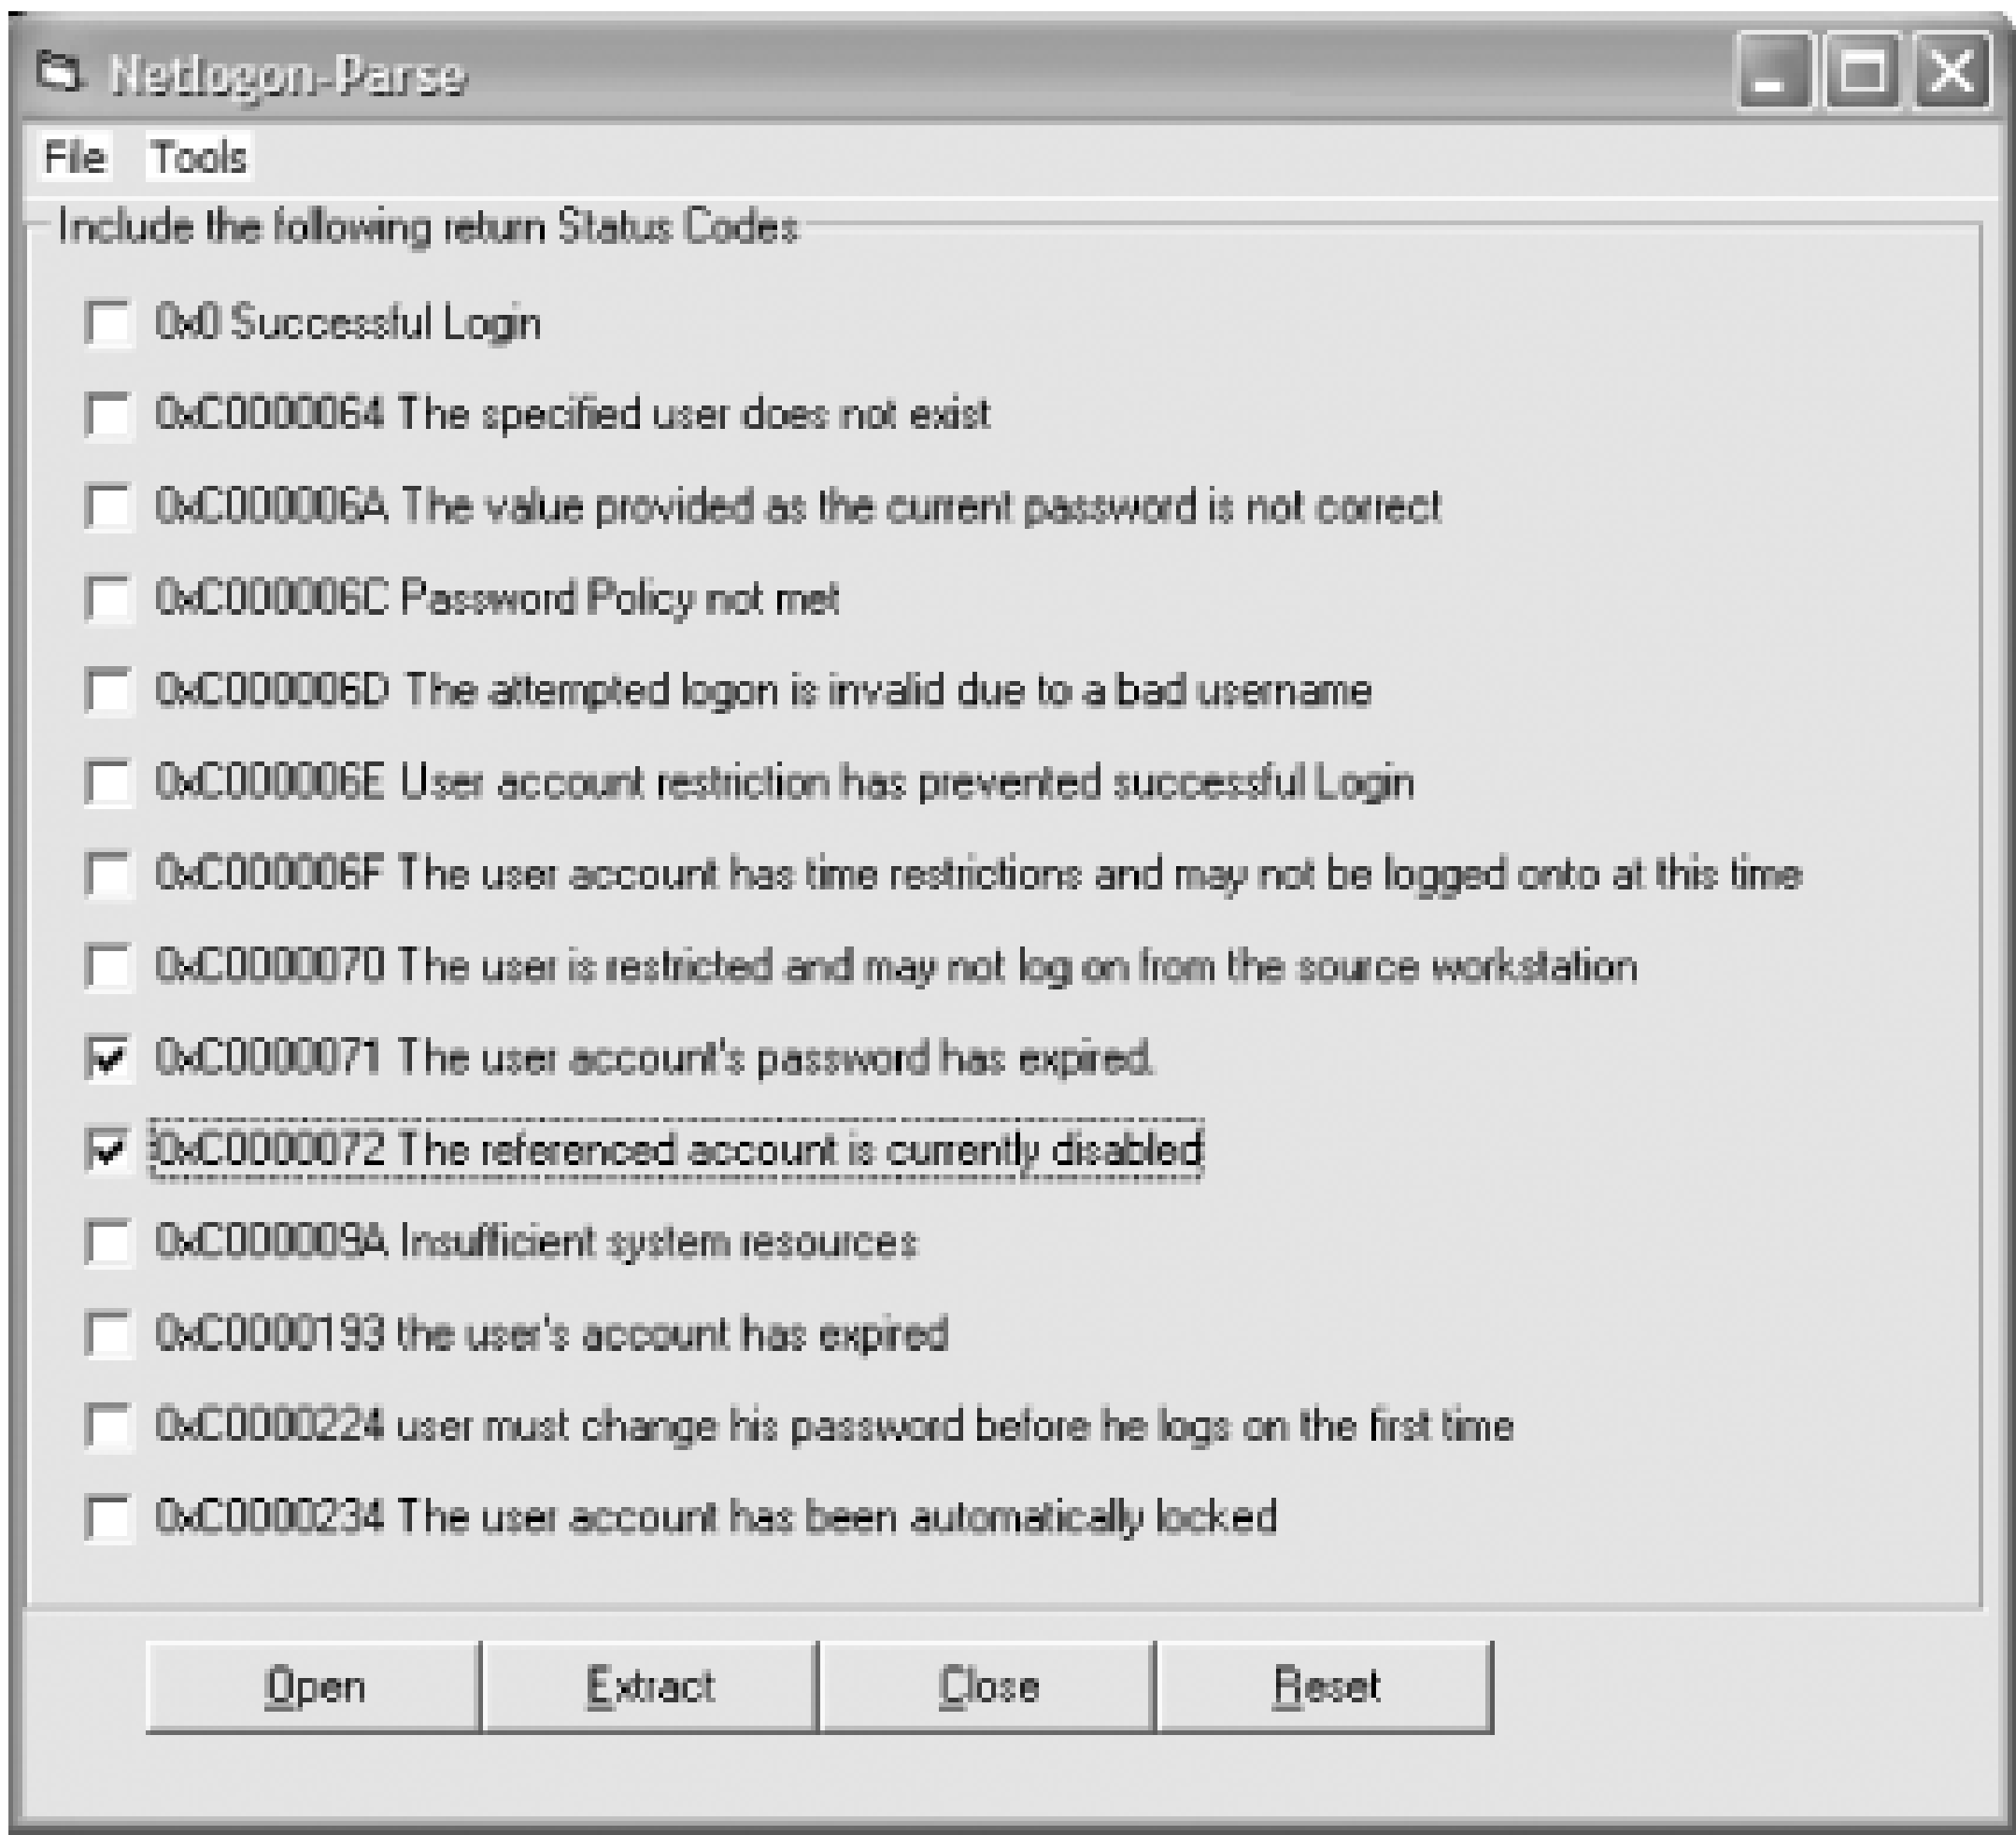 Netlogon-Parse
File Tools
Include the following return Status Codes
0x0 Successful Login
0xC0000064 The specified user does not exist
0xC000006A The value provided as the current password is not correct
0xC000006C Password Policy not met
0xC000006D The attempted logon is invalid due to a bad username
0xC000006E User account restriction has prevented successful Login
0xC000006F The user account has time restrictions and may not be logged onto at this time
0xC0000070 The user is restricted and may not log on from the source workstation
0xC0000071 The user account's password has expired.
0xC0000072 The referenced account is currently disabled
0xC000009A Insufficient system resources
0xC0000193 the user's account has expired
0xC0000224 user must change his password before he logs on the first time
0xC0000234 The user account has been automatically locked
Open Extract Close Reset